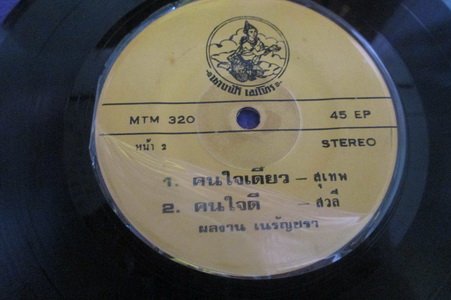 MTM 320
45 EP
หน้า 2
STEREO
1. คนใจเดียว – สุเทพ
2. คนใจดี – สวลี
ผลงาน เนรัญชรา